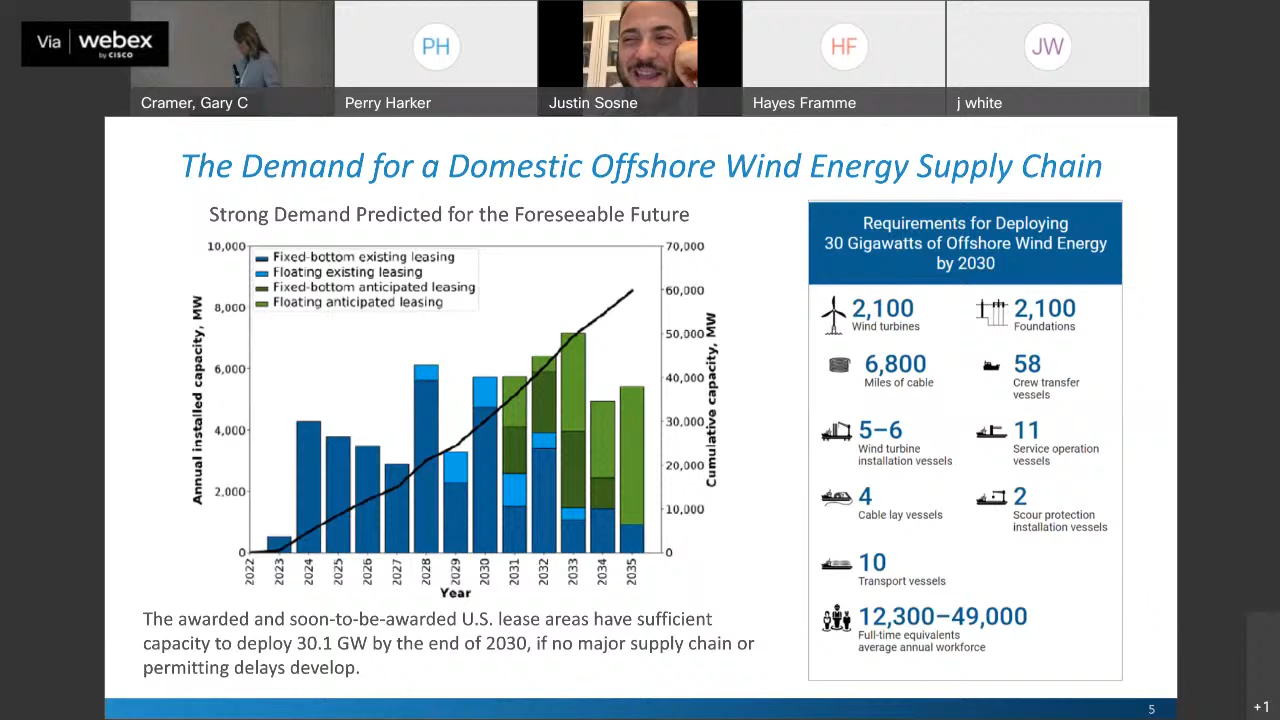 Via webex
by CISCO
Cramer, Gary C
PH
Perry Harker
Justin Sosne
HF
Hayes Framme
JW
j white
The Demand for a Domestic Offshore Wind Energy Supply Chain
Strong Demand Predicted for the Foreseeable Future
Annual installed capacity, MW
10,000
8,000
6,000
4,000
2,000
0
Fixed-bottom existing leasing
Floating existing leasing
Fixed-bottom anticipated leasing
Floating anticipated leasing
70,000
60,000
50,000
40,000
30,000
20,000
10,000
0
Cumulative capacity, MW
2022
2023
2024
2025
2026
2027
2028
2029
2030
2031
2032
2033
2034
2035
Year
The awarded and soon-to-be-awarded U.S. lease areas have sufficient
capacity to deploy 30.1 GW by the end of 2030, if no major supply chain or
permitting delays develop.
Requirements for Deploying
30 Gigawatts of Offshore Wind Energy
by 2030
2,100
Wind turbines
2,100
Foundations
6,800
Miles of cable
58
Crew transfer
vessels
5–6
Wind turbine
installation vessels
11
Service operation
vessels
4
Cable lay vessels
2
Scour protection
installation vessels
10
Transport vessels
12,300–49,000
Full-time equivalents
average annual workforce
5
+1